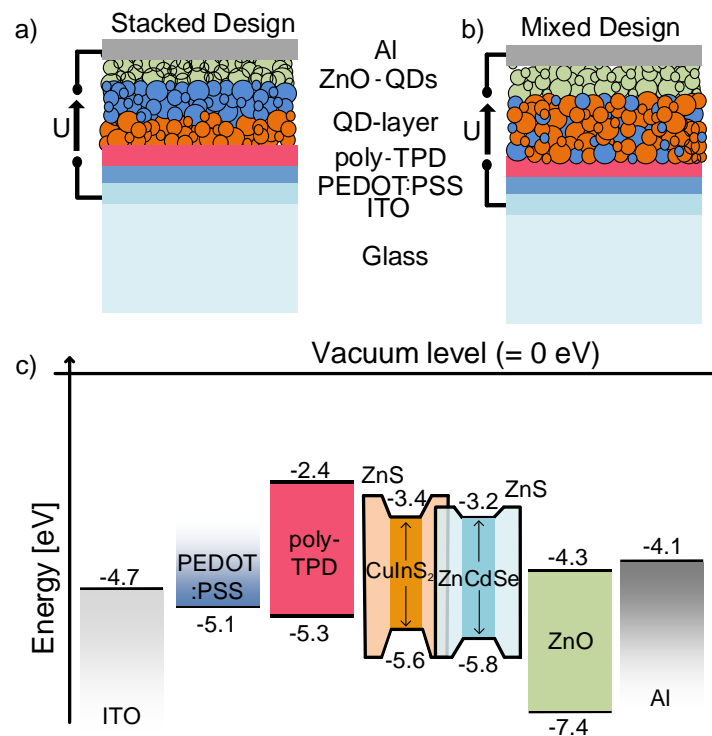 a)
Stacked Design
b)
Mixed Design
U
Al
ZnO-QDs
QD-layer
poly-TPD
PEDOT:PSS
ITO
Glass
U
c)
Vacuum level (= 0 eV)
Energy [eV]
-4.7
ITO
PEDOT
:PSS
-5.1
-2.4
poly-
TPD
-5.3
ZnS
-3.4
CuInS₂
-5.6
-3.2
ZnS
ZnCdSe
-5.8
-4.3
ZnO
-7.4
-4.1
Al